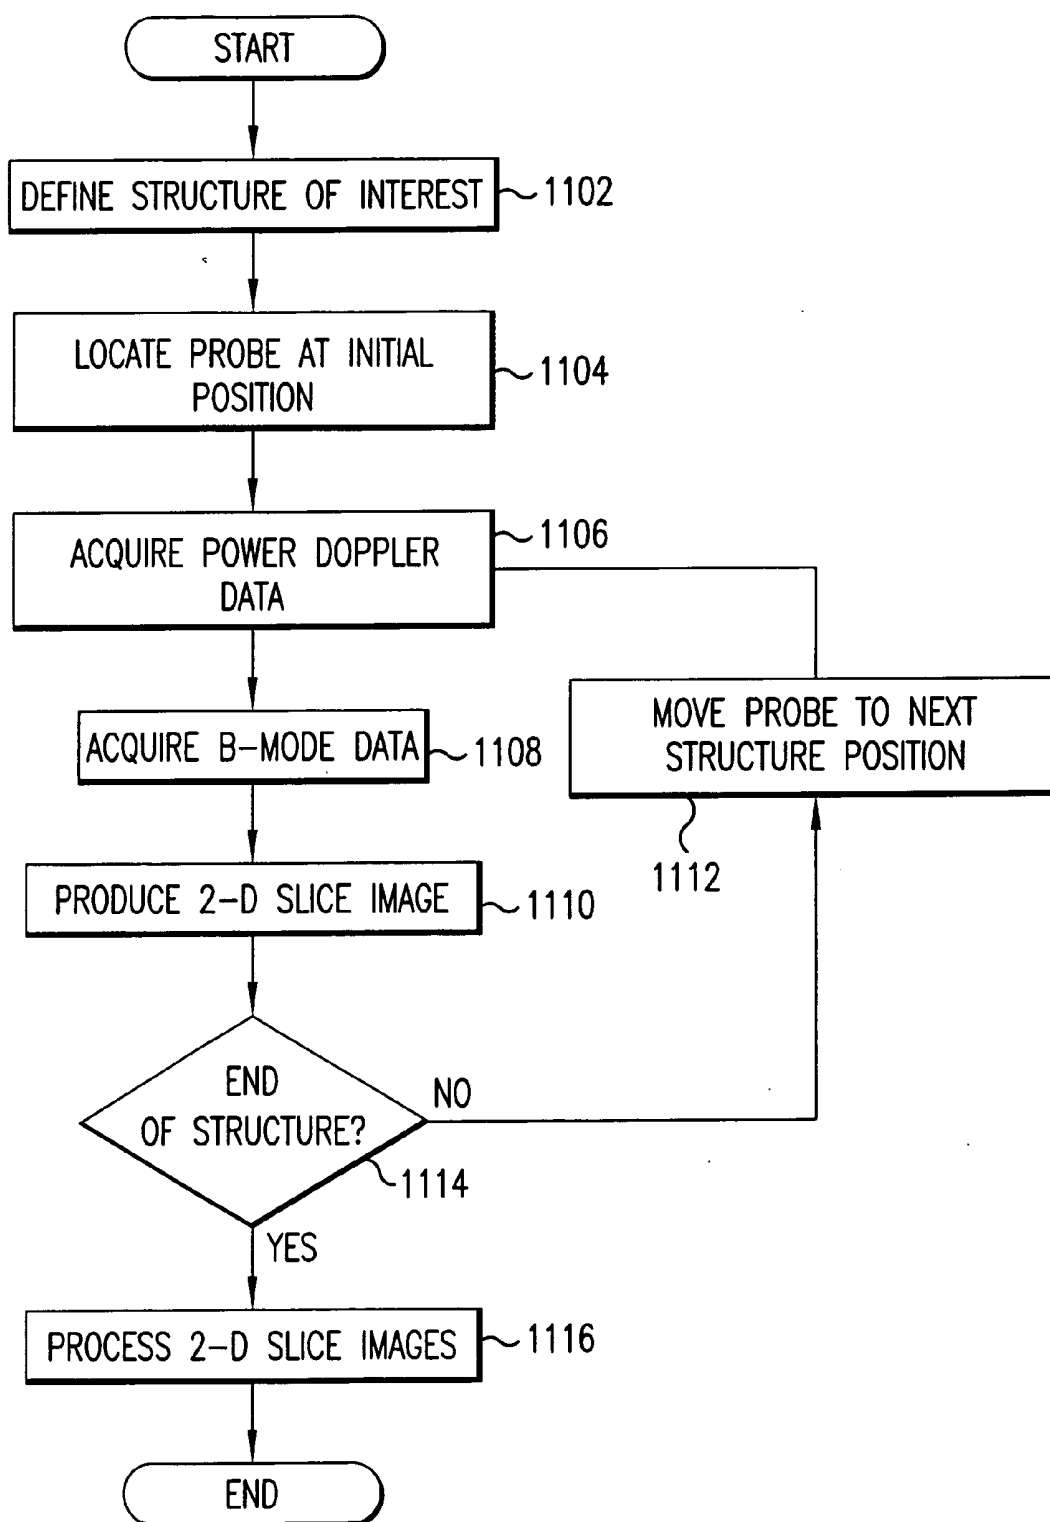 START
DEFINE STRUCTURE OF INTEREST
1102
LOCATE PROBE AT INITIAL
POSITION
1104
ACQUIRE POWER DOPPLER
DATA
1106
ACQUIRE B-MODE DATA
1108
MOVE PROBE TO NEXT
STRUCTURE POSITION
1112
PRODUCE 2-D SLICE IMAGE
1110
END
OF STRUCTURE?
NO
1114
YES
PROCESS 2-D SLICE IMAGES
1116
END